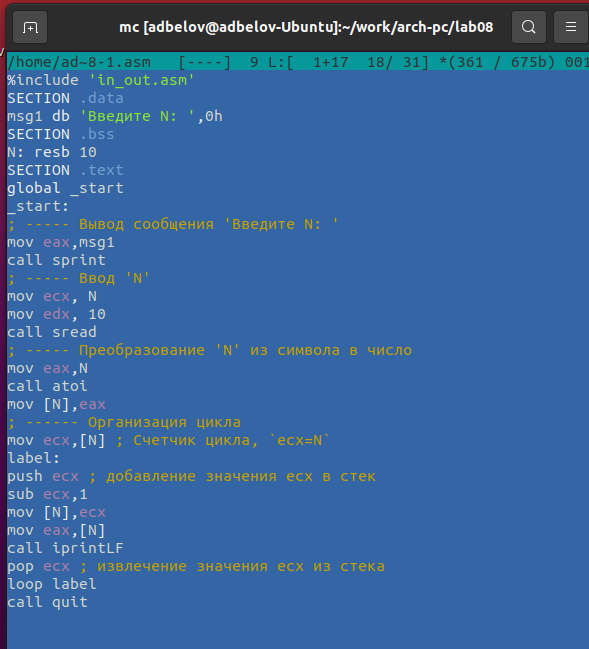 mc [adbelov@adbelov-Ubuntu]:~/work/arch-pc/lab08
/home/ad~8-1.asm   [----]  9 L:[  1+17  18/ 31] *(361 / 675b) 001
%include 'in_out.asm'
SECTION .data
msg1 db 'Введите N: ',0h
SECTION .bss
N: resb 10
SECTION .text
global _start
_start:
; ----- Вывод сообщения 'Введите N: '
mov eax,msg1
call sprint
; ----- Ввод 'N'
mov ecx, N
mov edx, 10
call sread
; ----- Преобразование 'N' из символа в число
mov eax,N
call atoi
mov [N],eax
; ------ Организация цикла
mov ecx,[N] ; Счетчик цикла, `ecx=N`
label:
push ecx ; добавление значения ecx в стек
sub ecx,1
mov [N],ecx
mov eax,[N]
call iprintLF
pop ecx ; извлечение значения ecx из стека
loop label
call quit